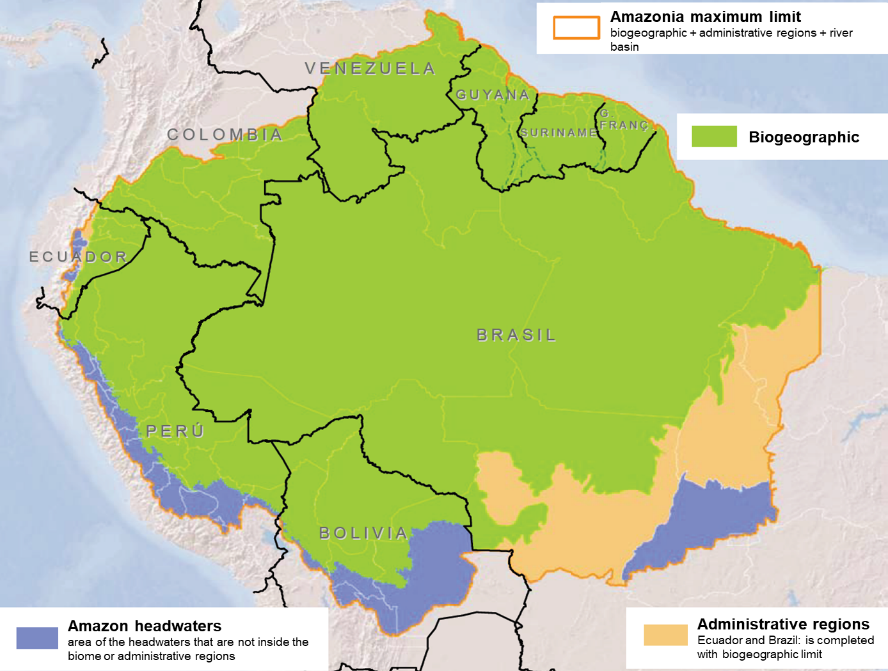 Amazonia maximum limit
biogeographic + administrative regions + river
basin
VENEZUELA
GUYANA
G.
FRANÇ
SURINAME
COLOMBIA
Biogeographic
ECUADOR
BRASIL
PERÚ
BOLIVIA
Amazon headwaters
area of the headwaters that are not inside the
biome or administrative regions
Administrative regions
Ecuador and Brazil: is completed
with biogeographic limit